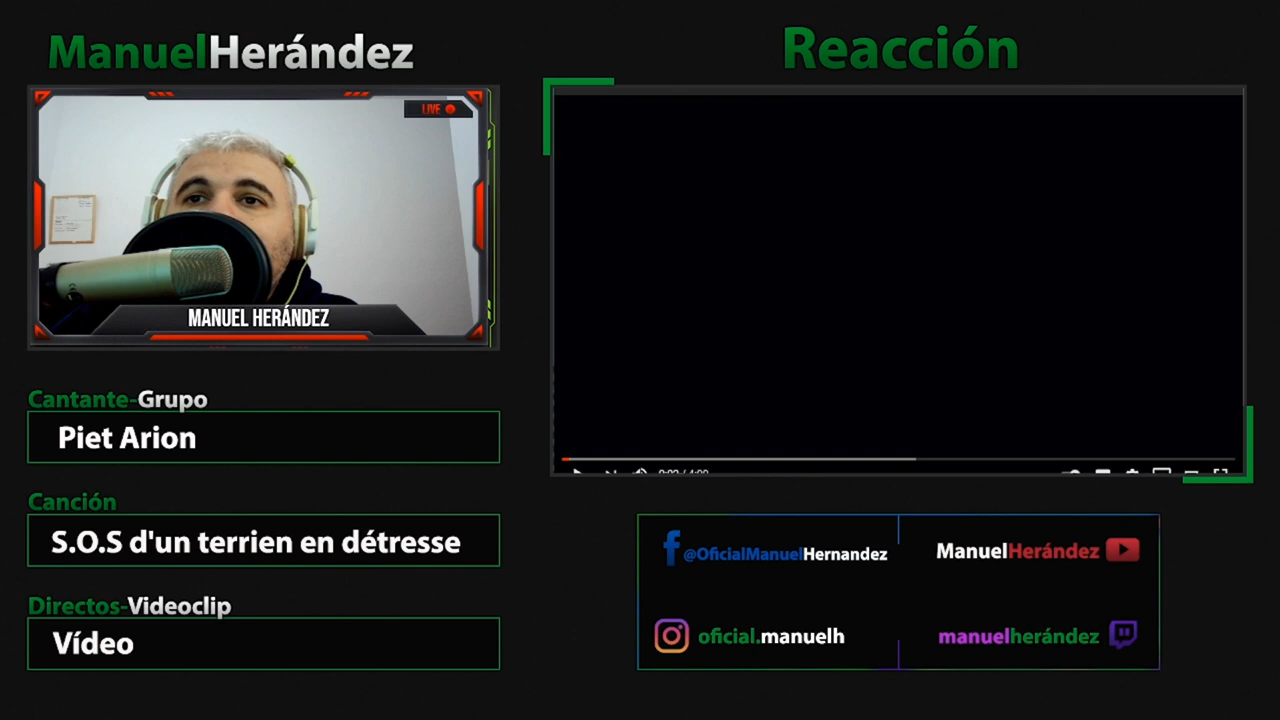 ManuelHerández
Reacción
LIVE
MANUEL HERÁNDEZ
Cantante-Grupo
Piet Arion
Canción
S.O.S d'un terrien en détresse
Directos-Videoclip
Vídeo
@OficialManuelHernandez
ManuelHerández
oficial.manuelh
manuelherández